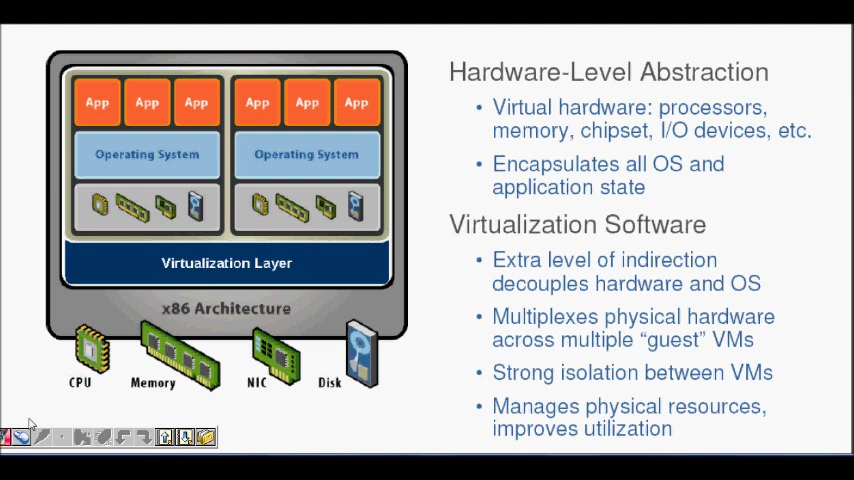 App App App App App App
Operating System Operating System
Virtualization Layer
x86 Architecture
CPU Memory NIC Disk
Hardware-Level Abstraction
• Virtual hardware: processors,
memory, chipset, I/O devices, etc.
• Encapsulates all OS and
application state
Virtualization Software
• Extra level of indirection
decouples hardware and OS
• Multiplexes physical hardware
across multiple “guest” VMs
• Strong isolation between VMs
• Manages physical resources,
improves utilization